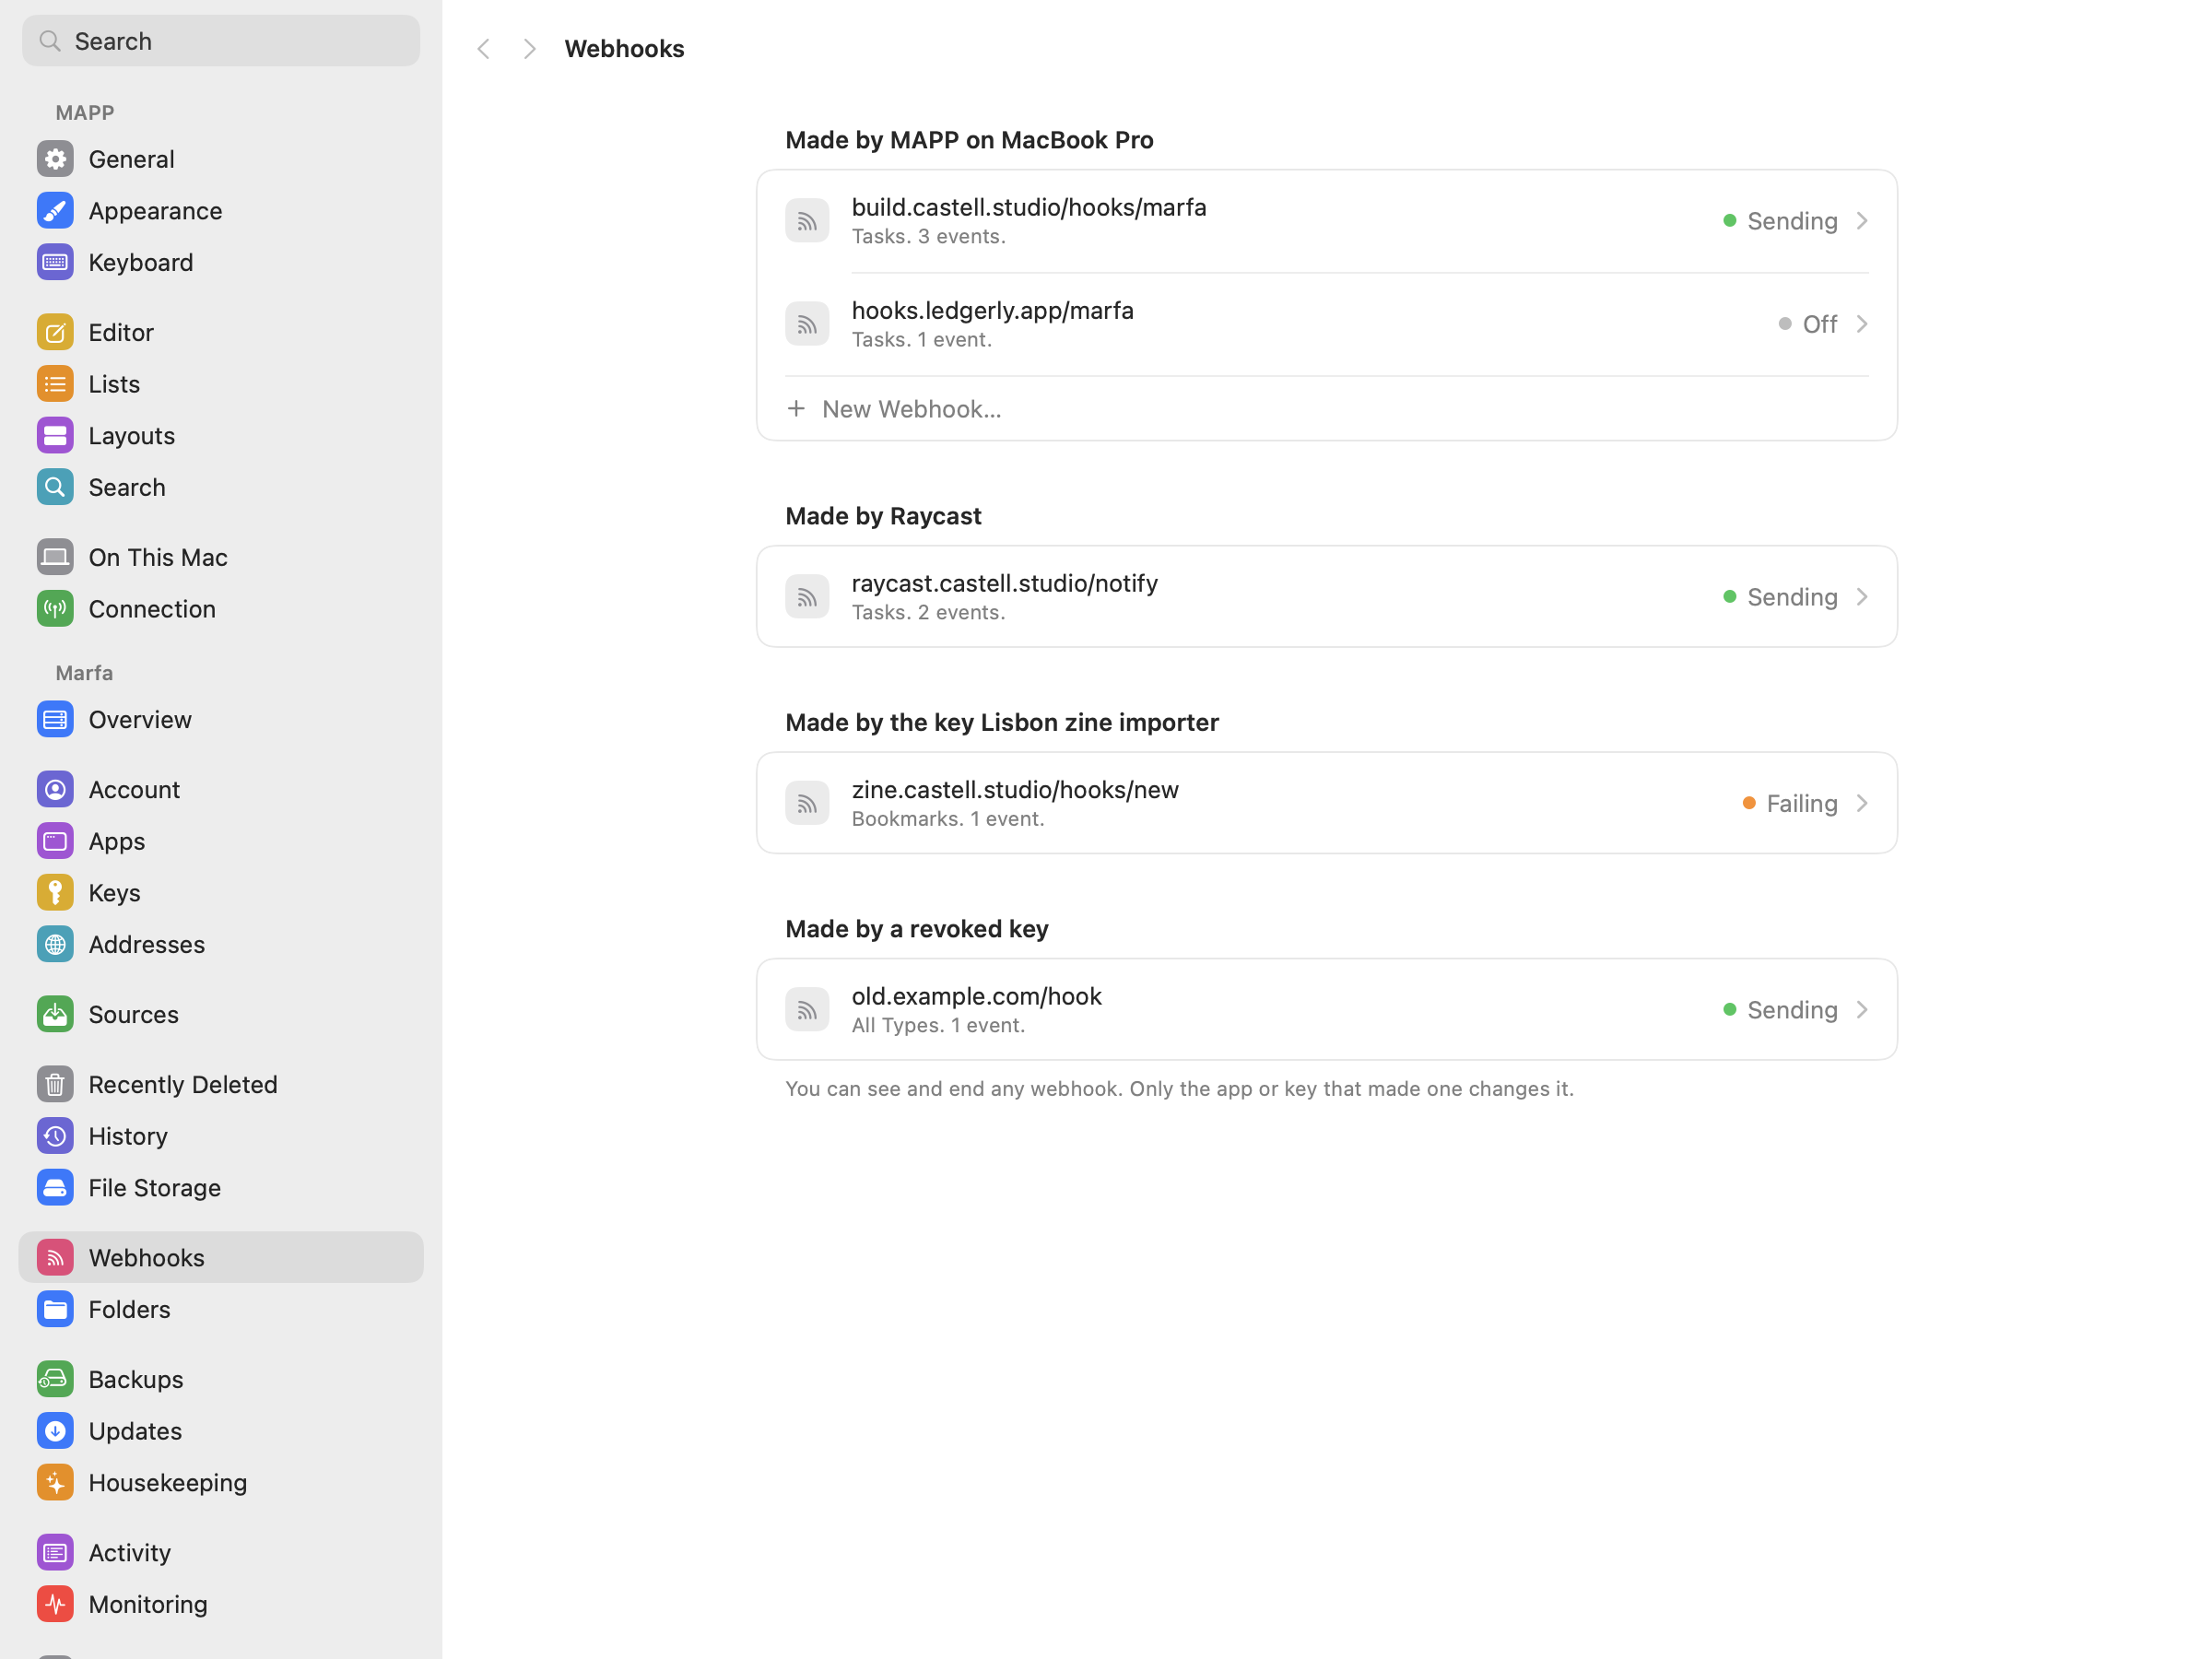 Search
MAPP
General
Appearance
Keyboard
Editor
Lists
Layouts
Search
On This Mac
Connection
Marfa
Overview
Account
Apps
Keys
Addresses
Sources
Recently Deleted
History
File Storage
Webhooks
Folders
Backups
Updates
Housekeeping
Activity
Monitoring
Webhooks
Made by MAPP on MacBook Pro
build.castell.studio/hooks/marfa
Tasks. 3 events.
Sending
hooks.ledgerly.app/marfa
Tasks. 1 event.
Off
New Webhook...
Made by Raycast
raycast.castell.studio/notify
Tasks. 2 events.
Sending
Made by the key Lisbon zine importer
zine.castell.studio/hooks/new
Bookmarks. 1 event.
Failing
Made by a revoked key
old.example.com/hook
All Types. 1 event.
Sending
You can see and end any webhook. Only the app or key that made one changes it.